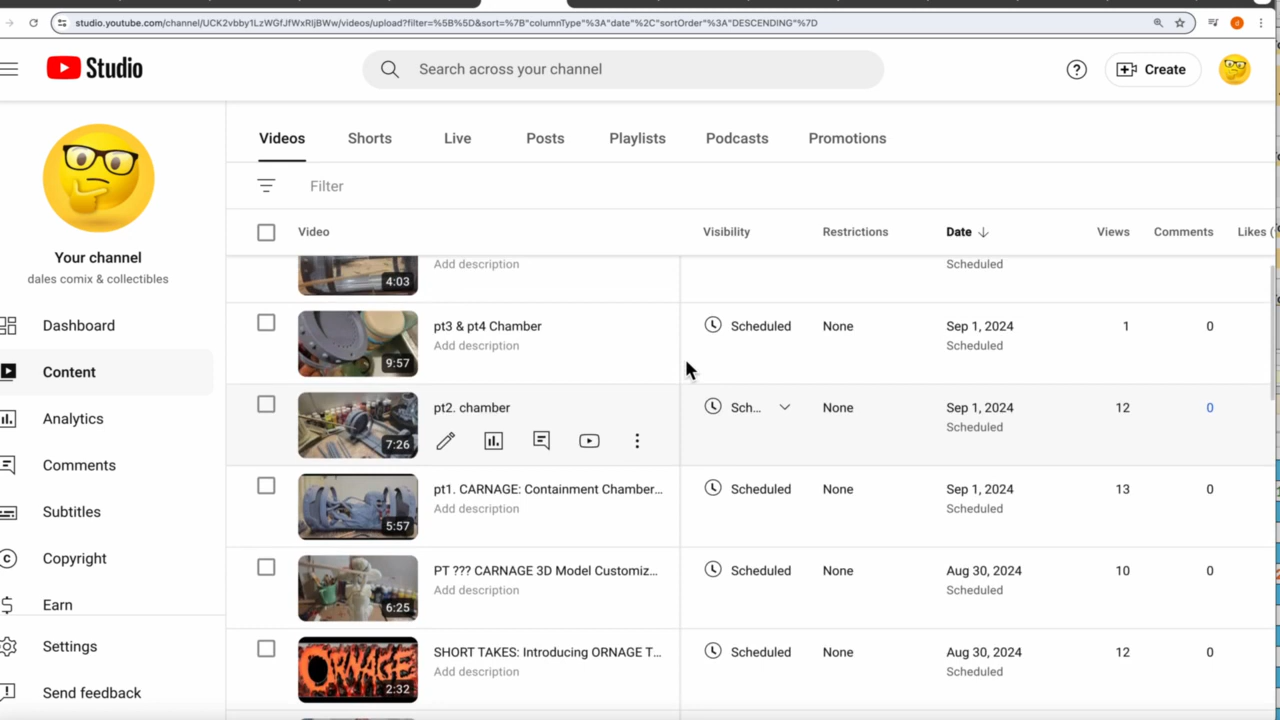 studio.youtube.com/channel/UCK2vbby1LzWGfJfWxRIjBWw/videos/upload?filter=%5B%5D&sort=%7B"columnType"%3A"date"%2C"sortOrder"%3A"DESCENDING"%7D
Studio
Search across your channel
Create
Videos Shorts Live Posts Playlists Podcasts Promotions
Filter
Your channel
dales comix & collectibles
Dashboard
Content
Analytics
Comments
Subtitles
Copyright
Earn
Settings
Send feedback
Video Visibility Restrictions Date Views Comments Likes (
4:03 Add description Scheduled
pt3 & pt4 Chamber Scheduled None Sep 1, 2024 1 0
Add description Scheduled
9:57
pt2. chamber Sch... None Sep 1, 2024 12 0
Scheduled
7:26
pt1. CARNAGE: Containment Chamber... Scheduled None Sep 1, 2024 13 0
Add description Scheduled
5:57
PT ??? CARNAGE 3D Model Customiz... Scheduled None Aug 30, 2024 10 0
Add description Scheduled
6:25
SHORT TAKES: Introducing ORNAGE T... Scheduled None Aug 30, 2024 12 0
Add description Scheduled
ORNAGE
2:32